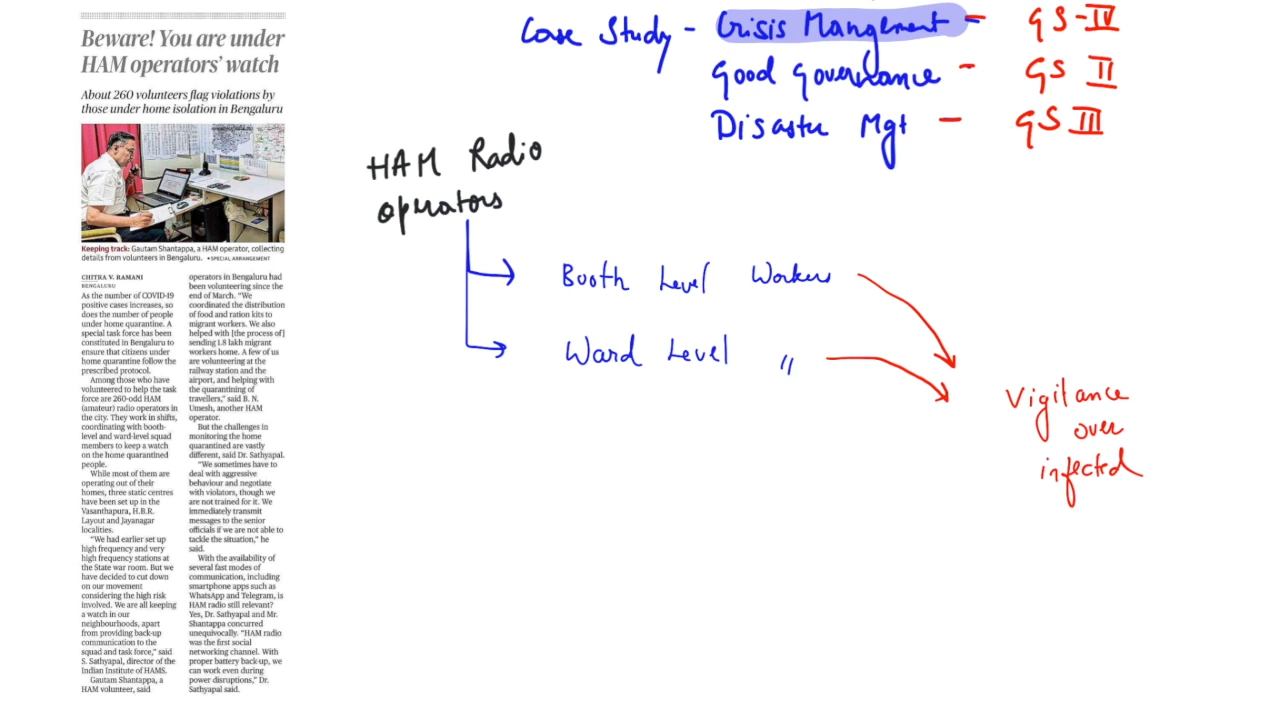 Beware! You are under
HAM operators' watch
About 260 volunteers flag violations by
those under home isolation in Bengaluru
Keeping track: Gautam Shantappa, a HAM operator, collecting
details from volunteers in Bengaluru. • SPECIAL ARRANGEMENT
CHITRA V. RAMANI
BENGALURU
As the number of COVID-19
positive cases increases, so
does the number of people
under home quarantine. A
special task force has been
constituted in Bengaluru to
ensure that citizens under
home quarantine follow the
prescribed protocol.
Among those who have
volunteered to help the task
force are 260-odd HAM
(amateur) radio operators in
the city. They work in shifts,
coordinating with booth-
level and ward-level squad
members to keep a watch
on the home quarantined
people.
While most of them are
operating out of their
homes, three static centres
have been set up in the
Vasanthapura, H.B.R.
Layout and Jayanagar
localities.
"We had earlier set up
high frequency and very
high frequency stations at
the State war room. But we
have decided to cut down
on our movement
considering the high risk
involved. We are all keeping
a watch in our
neighbourhoods, apart
from providing back-up
communication to the
squad and task force," said
S. Sathyapal, director of the
Indian Institute of HAMS.
Gautam Shantappa, a
HAM volunteer, said
operators in Bengaluru had
been volunteering since the
end of March. "We
coordinated the distribution
of food and ration kits to
migrant workers. We also
helped with [the process of]
sending 1.8 lakh migrant
workers home. A few of us
are volunteering at the
railway station and the
airport, and helping with
the quarantining of
travellers," said B. N.
Umesh, another HAM
operator.
But the challenges in
monitoring the home
quarantined are vastly
different, said Dr. Sathyapal.
"We sometimes have to
deal with aggressive
behaviour and negotiate
with violators, though we
are not trained for it. We
immediately transmit
messages to the senior
officials if we are not able to
tackle the situation," he
said.
With the availability of
several fast modes of
communication, including
smartphone apps such as
WhatsApp and Telegram, is
HAM radio still relevant?
Yes, Dr. Sathyapal and Mr.
Shantappa concurred
unequivocally. "HAM radio
was the first social
networking channel. With
proper battery back-up, we
can work even during
power disruptions," Dr.
Sathyapal said.
Case Study - Crisis Mangement - GS-IV
Good Governance - GS II
Disaster Mgt - GS III
HAM Radio
operators
Booth Level Workers
Ward Level "
Vigilance
over
infected